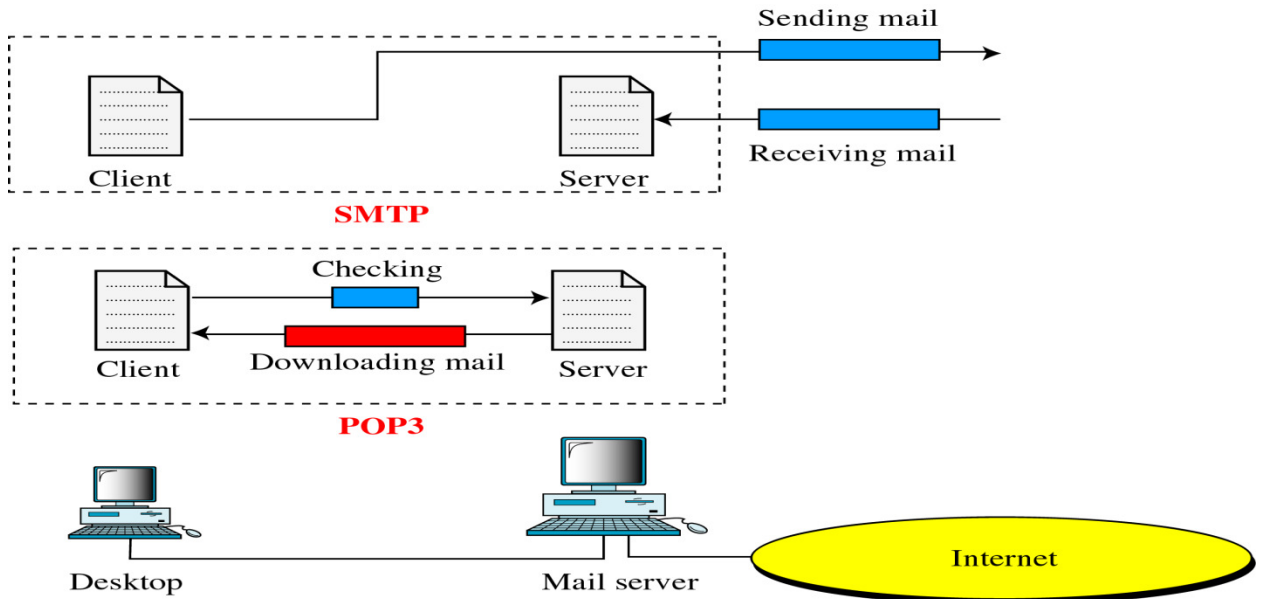 Sending mail
Receiving mail
Client
Server
SMTP
Checking
Downloading mail
Client
Server
POP3
Desktop
Mail server
Internet